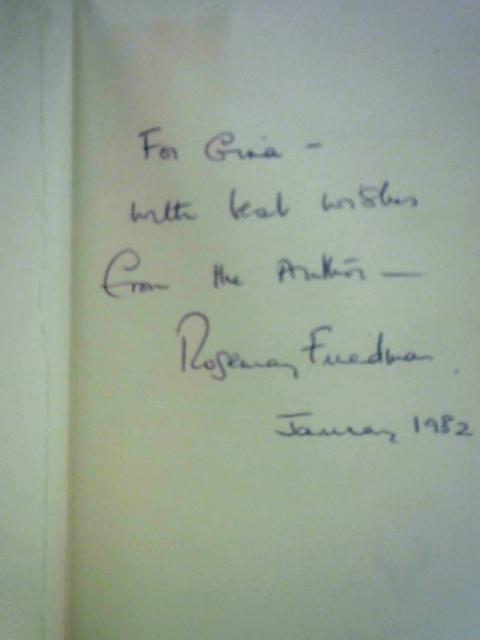 For Gina -
with best wishes
from the Author -
Rosemary Friedman
January 1982